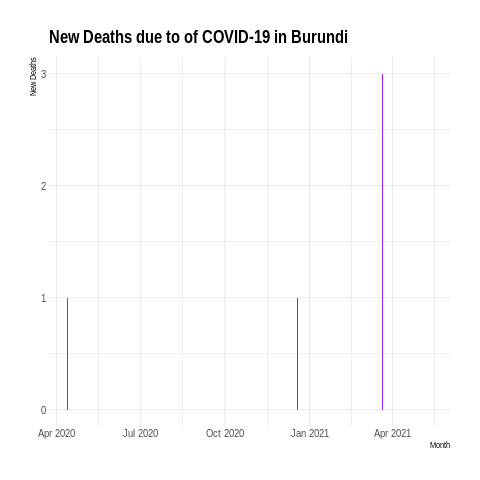 New Deaths due to of COVID-19 in Burundi
New Deaths
3
2
1
0
Apr 2020 Jul 2020 Oct 2020 Jan 2021 Apr 2021
Month